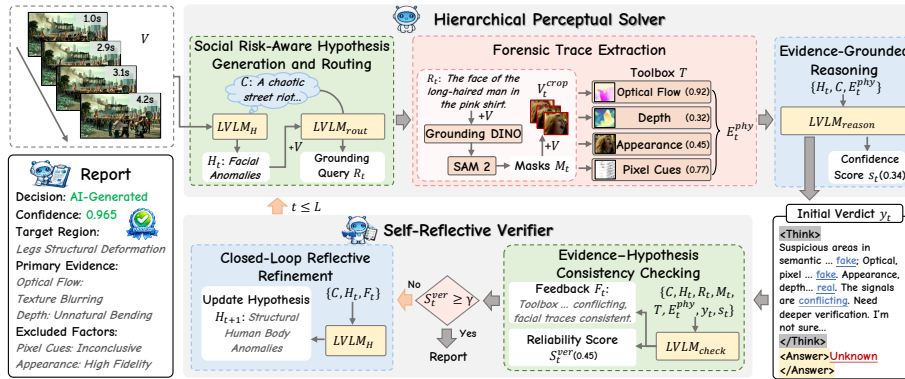 1.0s
2.9s
3.1s
4.2s
V
Hierarchical Perceptual Solver
Social Risk-Aware Hypothesis
Generation and Routing
C: A chaotic
street riot...
LVLM_H
LVLM_rout
+V
H_t: Facial
Anomalies
Grounding
Query R_t
Forensic Trace Extraction
R_t: The face of the
long-haired man in
the pink shirt.
+V
Grounding DINO
SAM 2
Masks M_t
+V
V_t^crop
Toolbox T
Optical Flow (0.92)
Depth (0.32)
Appearance (0.45)
Pixel Cues (0.77)
E_t^phy
Evidence-Grounded
Reasoning
{H_t, C, E_t^phy}
LVLM_reason
Confidence
Score s_t(0.34)
Report
Decision: AI-Generated
Confidence: 0.965
Target Region:
Legs Structural Deformation
Primary Evidence:
Optical Flow:
Texture Blurring
Depth: Unnatural Bending
Excluded Factors:
Pixel Cues: Inconclusive
Appearance: High Fidelity
t ≤ L
Self-Reflective Verifier
Closed-Loop Reflective
Refinement
{C, H_t, F_t}
Update Hypothesis
H_t+1: Structural
Human Body
Anomalies
LVLM_H
No
S_t^ver ≥ γ
Yes
Report
Evidence-Hypothesis
Consistency Checking
Feedback F_t:
Toolbox ... conflicting,
facial traces consistent.
Reliability Score
S_t^ver(0.45)
{C, H_t, R_t, M_t,
T, E_t^phy, y_t, s_t}
LVLM_check
Initial Verdict y_t
<Think>
Suspicious areas in
semantic ... fake; Optical,
pixel ... fake. Appearance,
depth... real. The signals
are conflicting. Need
deeper verification. I'm
not sure...
</Think>
<Answer>Unknown
</Answer>